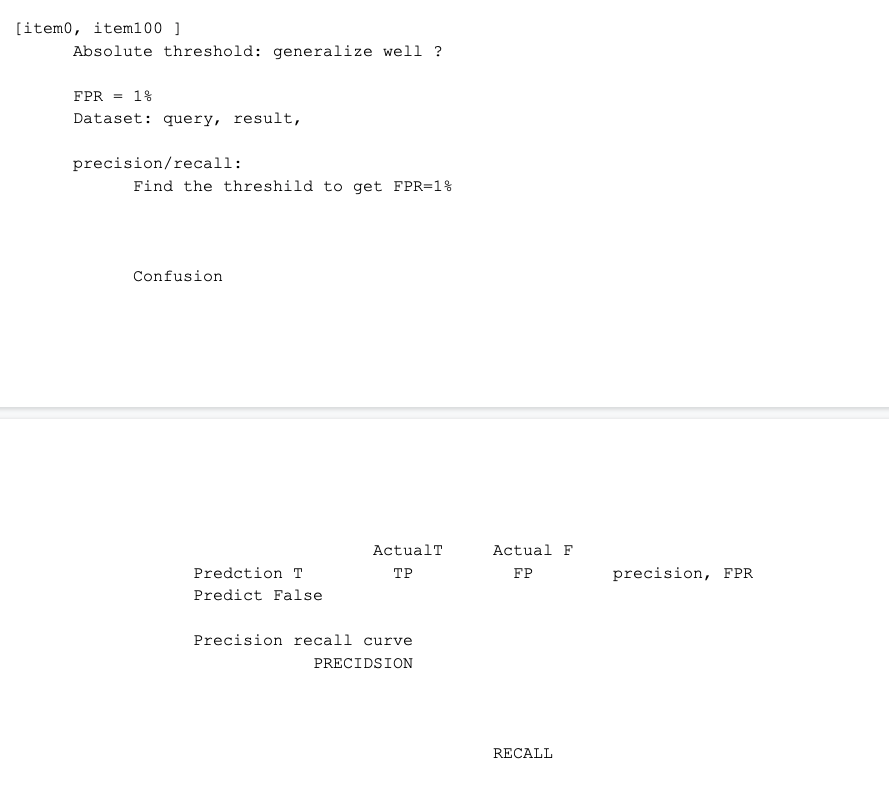 [item0, item100 ]
Absolute threshold: generalize well ?
FPR = 1%
Dataset: query, result,
precision/recall:
Find the threshild to get FPR=1%
Confusion
ActualT Actual F
Predction T TP FP precision, FPR
Predict False
Precision recall curve
PRECIDSION
RECALL